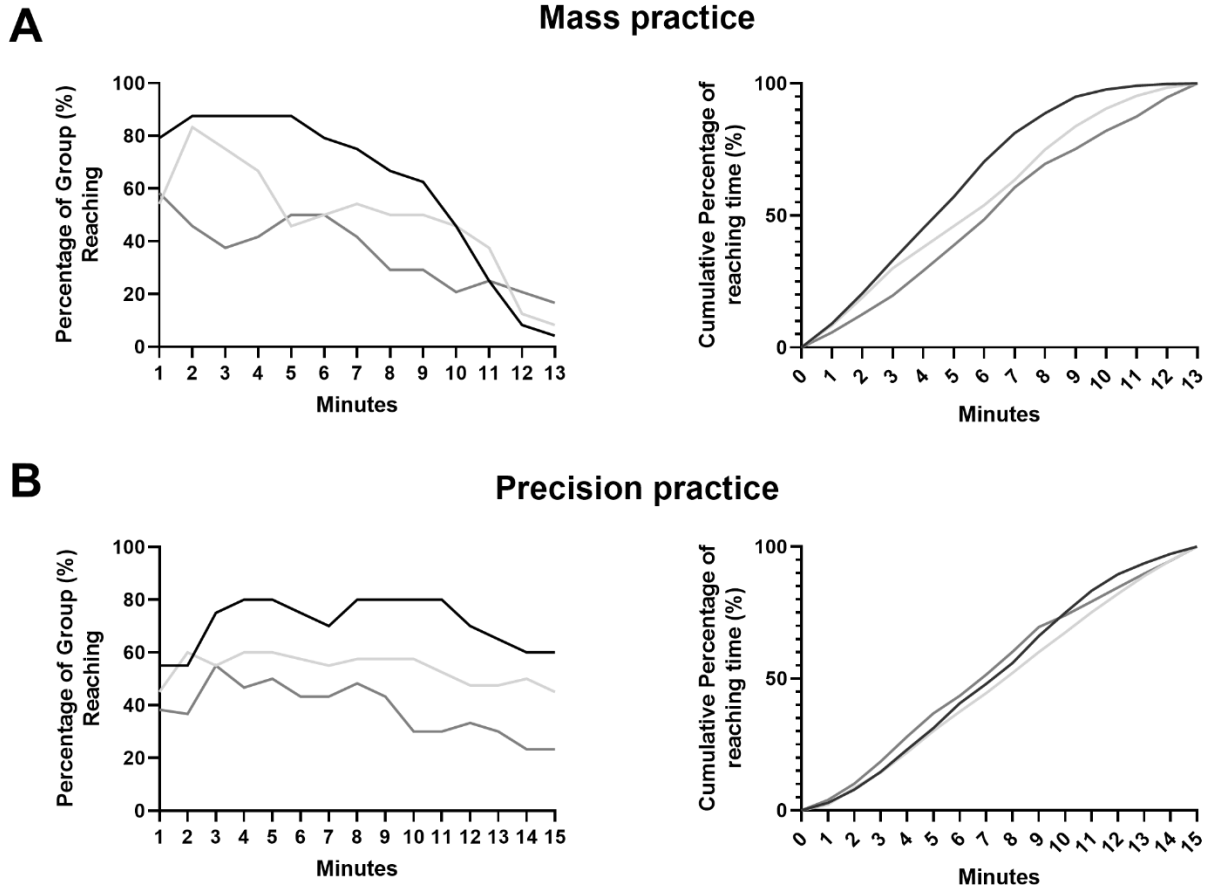 A
Mass practice
Percentage of Group (%)
Reaching
100
80
60
40
20
0
1 2 3 4 5 6 7 8 9 10 11 12 13
Minutes
Cumulative Percentage of
reaching time (%)
100
50
0
0 1 2 3 4 5 6 7 8 9 10 11 12 13
Minutes
B
Precision practice
Percentage of Group (%)
Reaching
100
80
60
40
20
0
1 2 3 4 5 6 7 8 9 10 11 12 13 14 15
Minutes
Cumulative Percentage of
reaching time (%)
100
50
0
0 1 2 3 4 5 6 7 8 9 10 11 12 13 14 15
Minutes